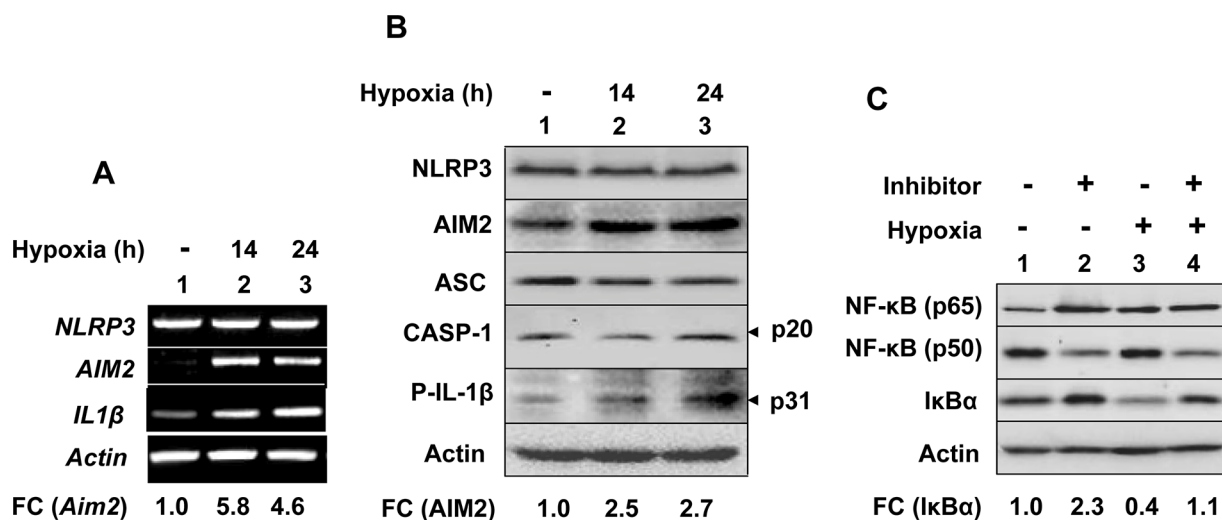 A
Hypoxia (h) - 14 24
1 2 3
NLRP3
AIM2
IL1β
Actin
FC (Aim2) 1.0 5.8 4.6
B
Hypoxia (h) - 14 24
1 2 3
NLRP3
AIM2
ASC
CASP-1 ◄ p20
P-IL-1β ◄ p31
Actin
FC (AIM2) 1.0 2.5 2.7
C
Inhibitor - + - +
Hypoxia - - + +
1 2 3 4
NF-κB (p65)
NF-κB (p50)
IκBα
Actin
FC (IκBα) 1.0 2.3 0.4 1.1